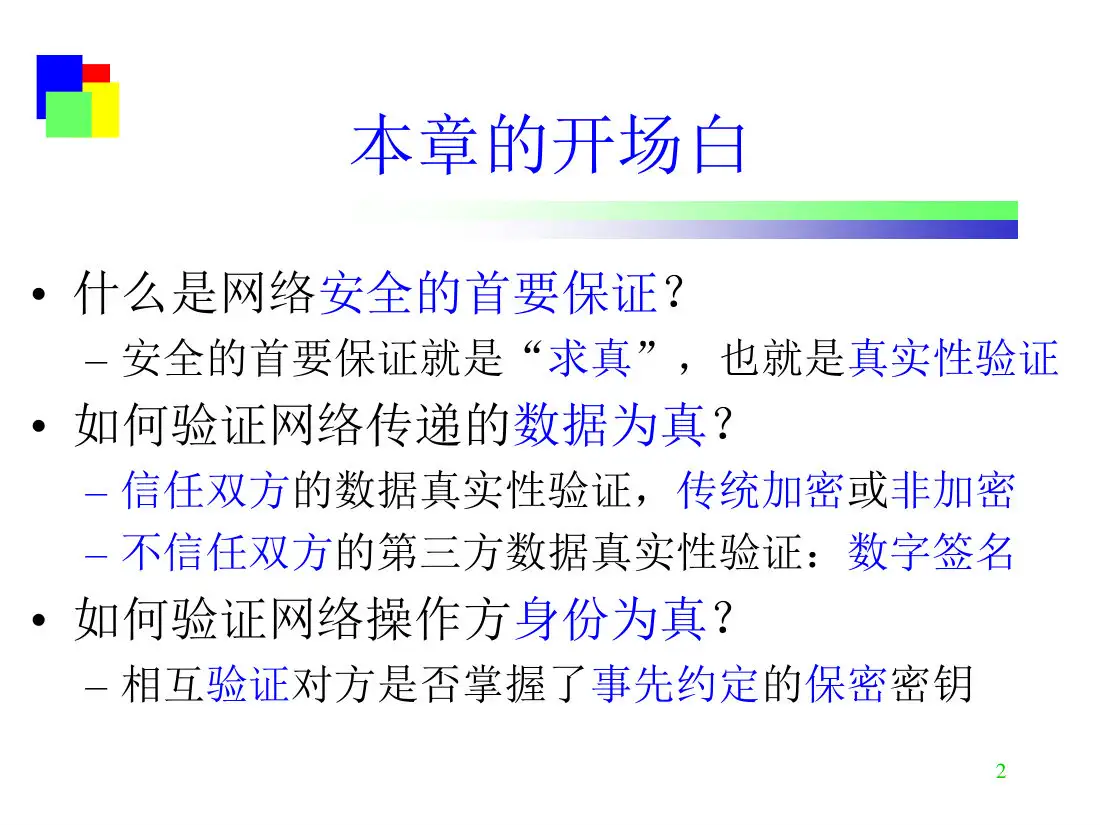 本章的开场白
• 什么是网络安全的首要保证？
– 安全的首要保证就是“求真”，也就是真实性验证
• 如何验证网络传递的数据为真？
– 信任双方的数据真实性验证，传统加密或非加密
– 不信任双方的第三方数据真实性验证：数字签名
• 如何验证网络操作方身份为真？
– 相互验证对方是否掌握了事先约定的保密密钥
2